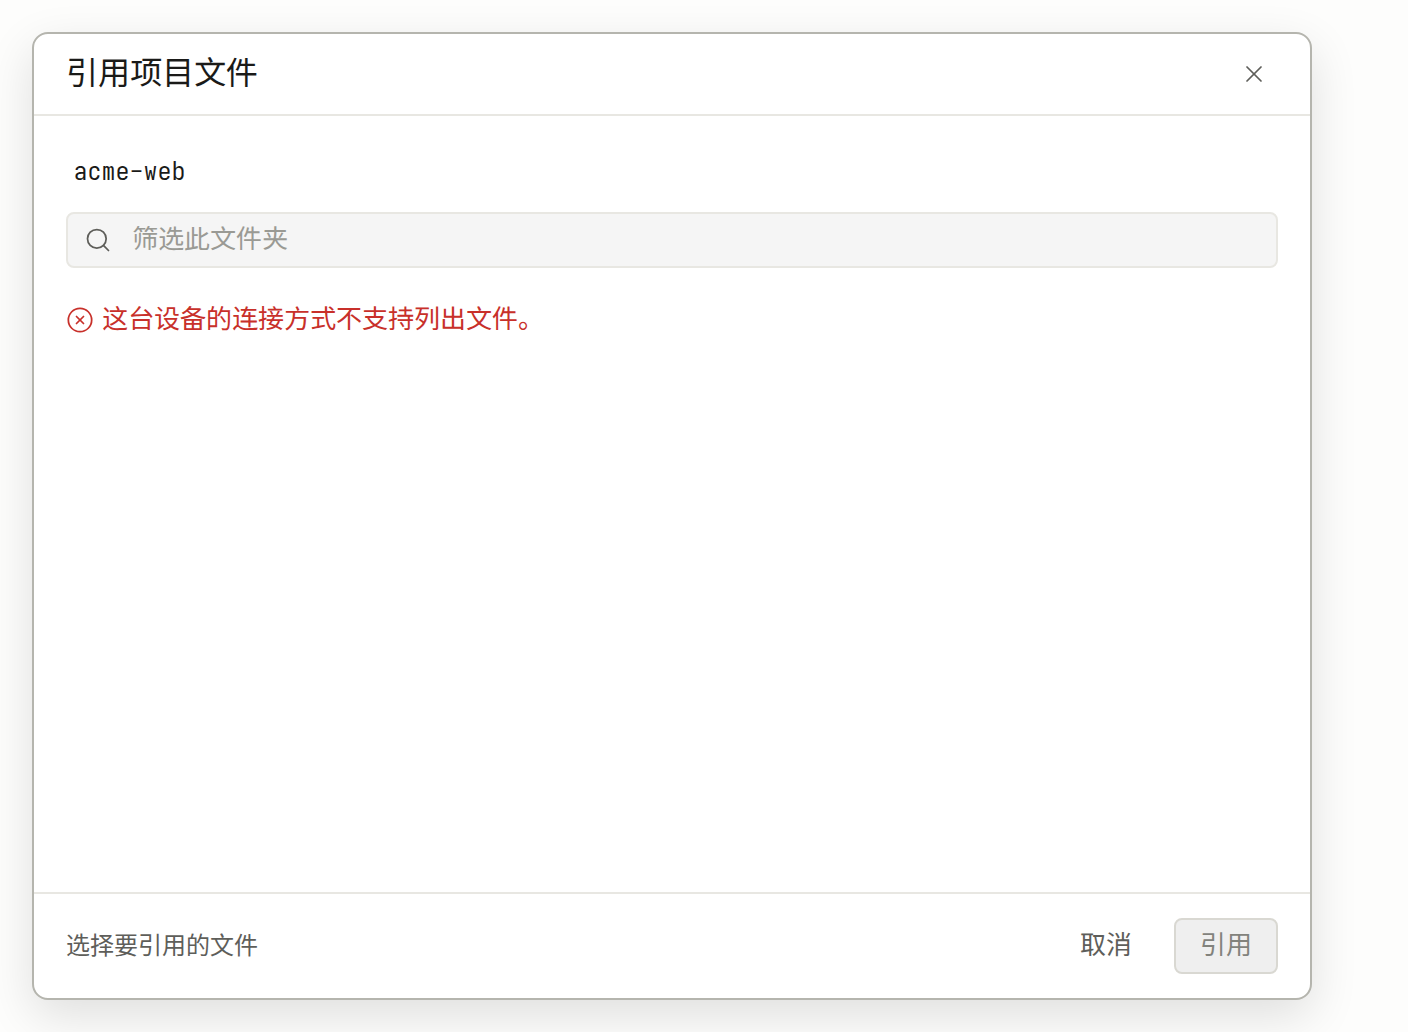 引用项目文件
acme-web
筛选此文件夹
这台设备的连接方式不支持列出文件。
选择要引用的文件
取消
引用